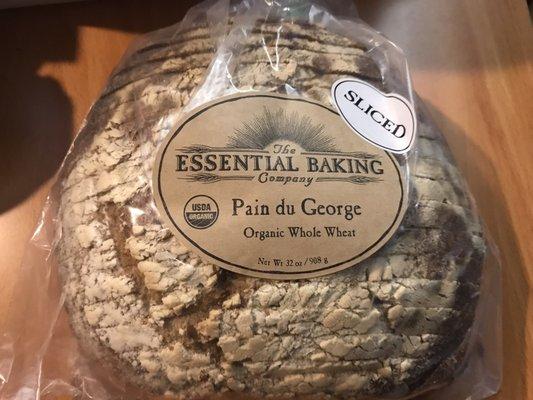 The
ESSENTIAL BAKING
Company
USDA
ORGANIC
Pain du George
Organic Whole Wheat
Net Wt 32 oz / 908 g
SLICED